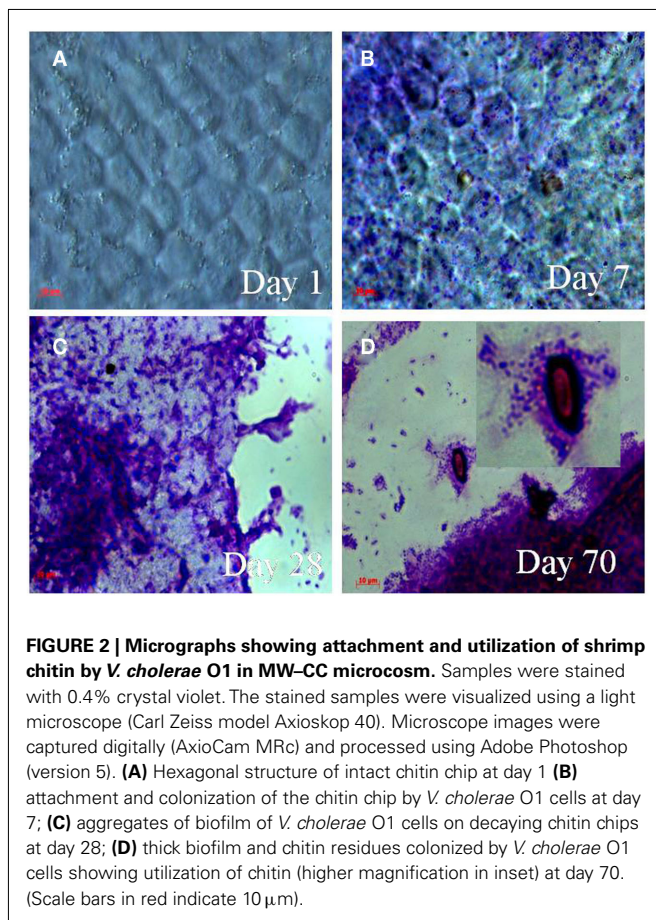 A
B
Day 1
Day 7
C
D
Day 28
Day 70
10 µm
FIGURE 2 | Micrographs showing attachment and utilization of shrimp
chitin by V. cholerae O1 in MW–CC microcosm. Samples were stained
with 0.4% crystal violet. The stained samples were visualized using a light
microscope (Carl Zeiss model Axioskop 40). Microscope images were
captured digitally (AxioCam MRc) and processed using Adobe Photoshop
(version 5). (A) Hexagonal structure of intact chitin chip at day 1 (B)
attachment and colonization of the chitin chip by V. cholerae O1 cells at day
7; (C) aggregates of biofilm of V. cholerae O1 cells on decaying chitin chips
at day 28; (D) thick biofilm and chitin residues colonized by V. cholerae O1
cells showing utilization of chitin (higher magnification in inset) at day 70.
(Scale bars in red indicate 10 µm).